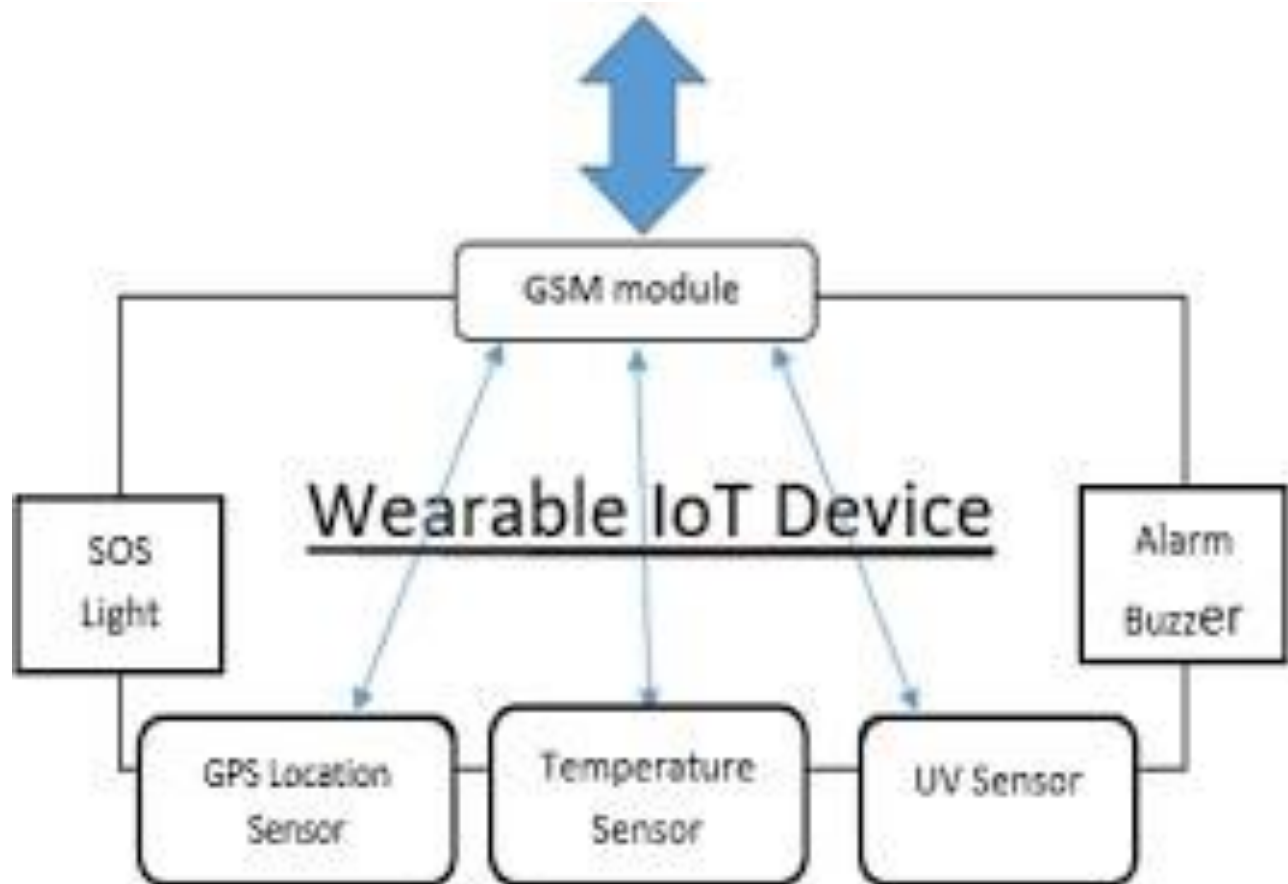 GSM module
Wearable IoT Device
SOS
Light
Alarm
Buzzer
GPS Location
Sensor
Temperature
Sensor
UV Sensor